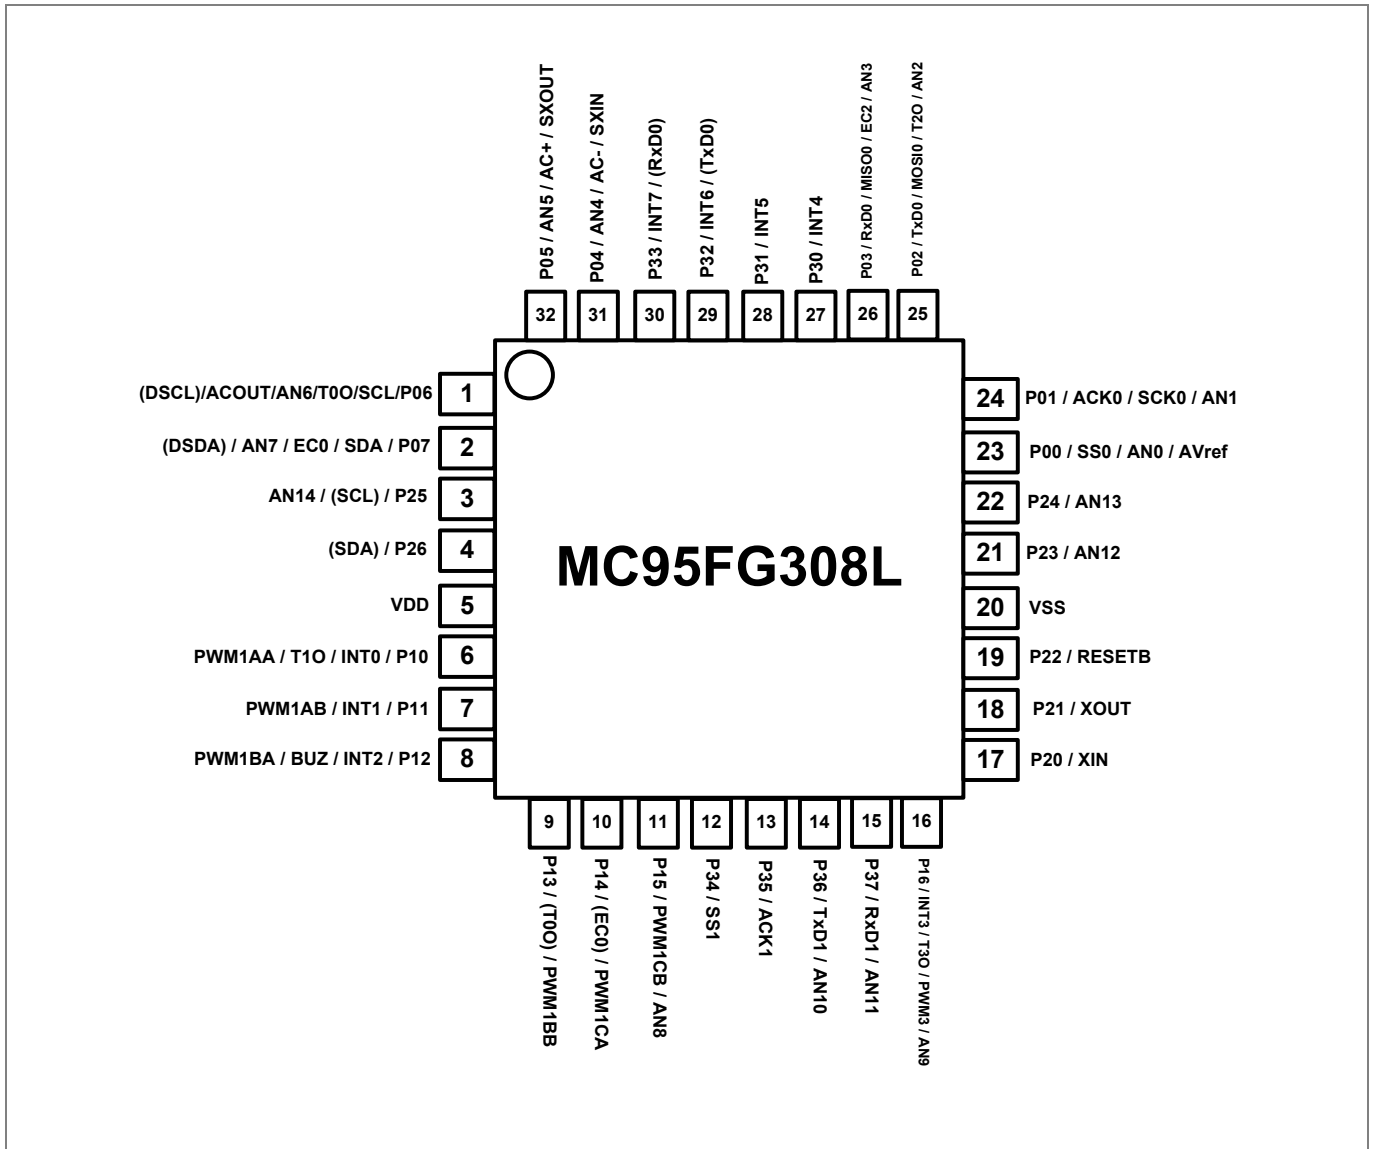 P05 / AN5 / AC+ / SXOUT
P04 / AN4 / AC- / SXIN
P33 / INT7 / (RxD0)
P32 / INT6 / (TxD0)
P31 / INT5
P30 / INT4
P03 / RxD0 / MISO0 / EC2 / AN3
P02 / TxD0 / MOSI0 / T2O / AN2
32
31
30
29
28
27
26
25
(DSCL)/ACOUT/AN6/T0O/SCL/P06
1
(DSDA) / AN7 / EC0 / SDA / P07
2
AN14 / (SCL) / P25
3
(SDA) / P26
4
VDD
5
PWM1AA / T1O / INT0 / P10
6
PWM1AB / INT1 / P11
7
PWM1BA / BUZ / INT2 / P12
8
MC95FG308L
24
P01 / ACK0 / SCK0 / AN1
23
P00 / SS0 / AN0 / AVref
22
P24 / AN13
21
P23 / AN12
20
VSS
19
P22 / RESETB
18
P21 / XOUT
17
P20 / XIN
9
10
11
12
13
14
15
16
P13 / (T0O) / PWM1BB
P14 / (EC0) / PWM1CA
P15 / PWM1CB / AN8
P34 / SS1
P35 / ACK1
P36 / TxD1 / AN10
P37 / RxD1 / AN11
P16 / INT3 / T3O / PWM3 / AN9